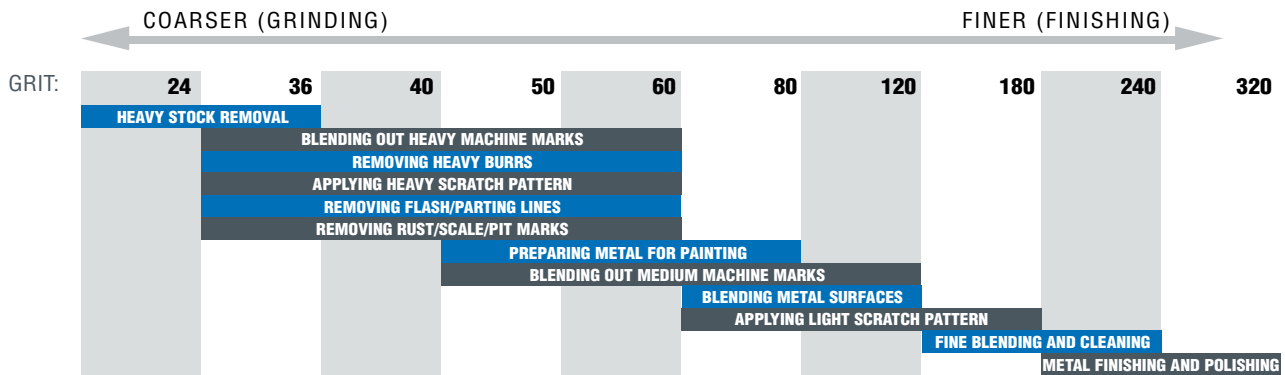 COARSER (GRINDING) FINER (FINISHING)
GRIT: 24 36 40 50 60 80 120 180 240 320
HEAVY STOCK REMOVAL
BLENDING OUT HEAVY MACHINE MARKS
REMOVING HEAVY BURRS
APPLYING HEAVY SCRATCH PATTERN
REMOVING FLASH/PARTING LINES
REMOVING RUST/SCALE/PIT MARKS
PREPARING METAL FOR PAINTING
BLENDING OUT MEDIUM MACHINE MARKS
BLENDING METAL SURFACES
APPLYING LIGHT SCRATCH PATTERN
FINE BLENDING AND CLEANING
METAL FINISHING AND POLISHING